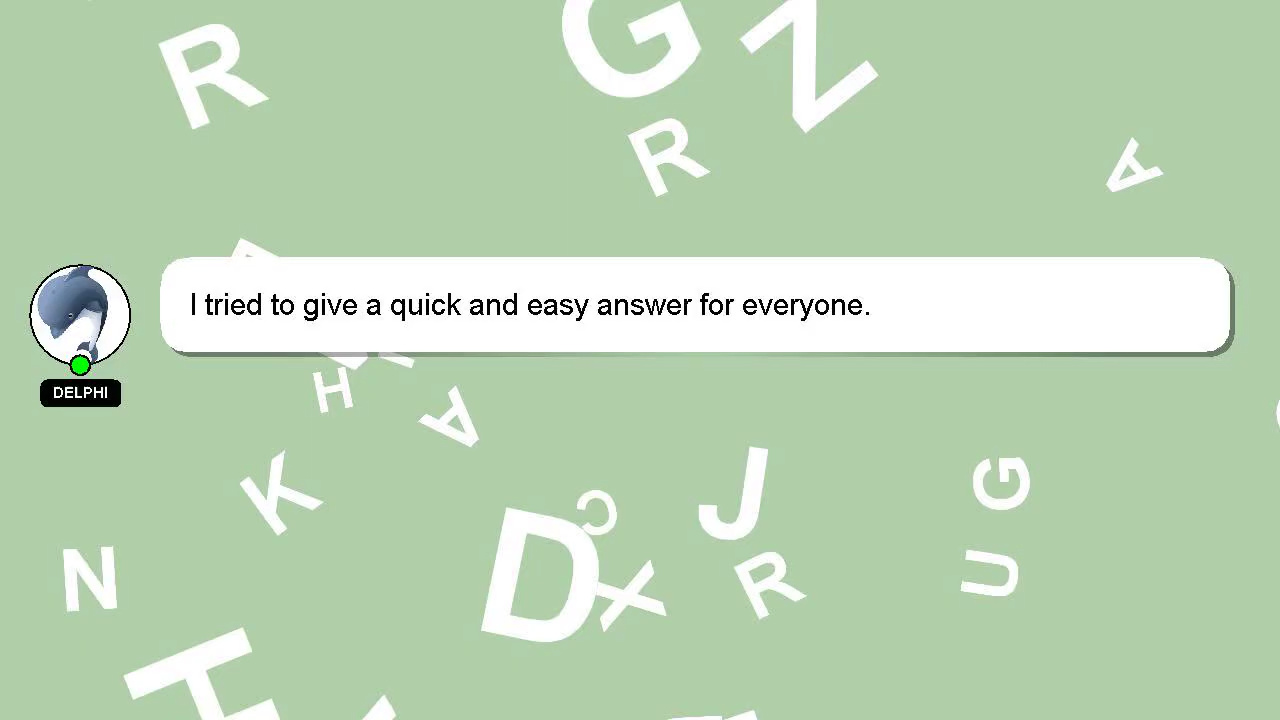 R
G
Z
R
A
I tried to give a quick and easy answer for everyone.
DELPHI
H
A
K
J
G
N
D
C
X
R
U